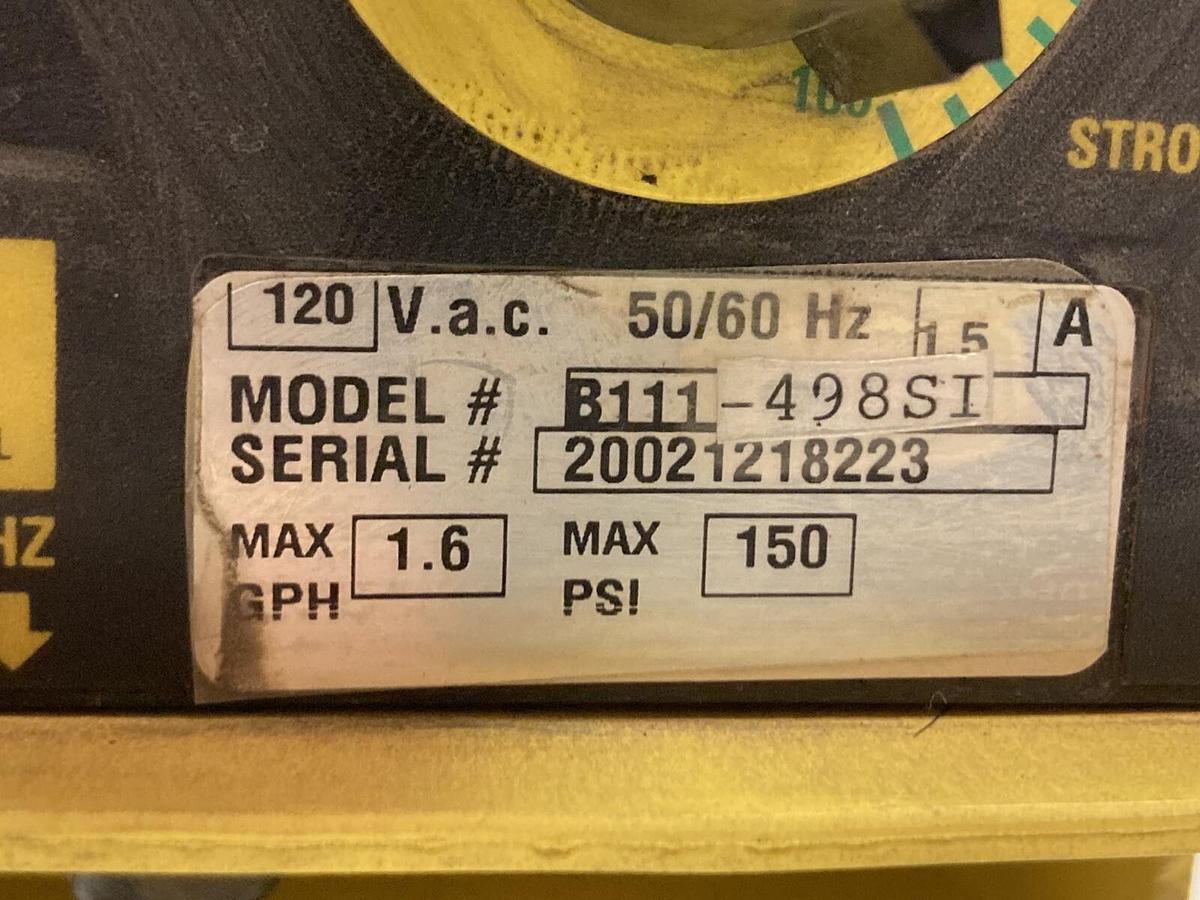 100
STRO
120 V.a.c. 50/60 Hz 1.5 A
MODEL # B111-498SI
SERIAL # 20021218223
HZ
MAX GPH 1.6 MAX PSI 150